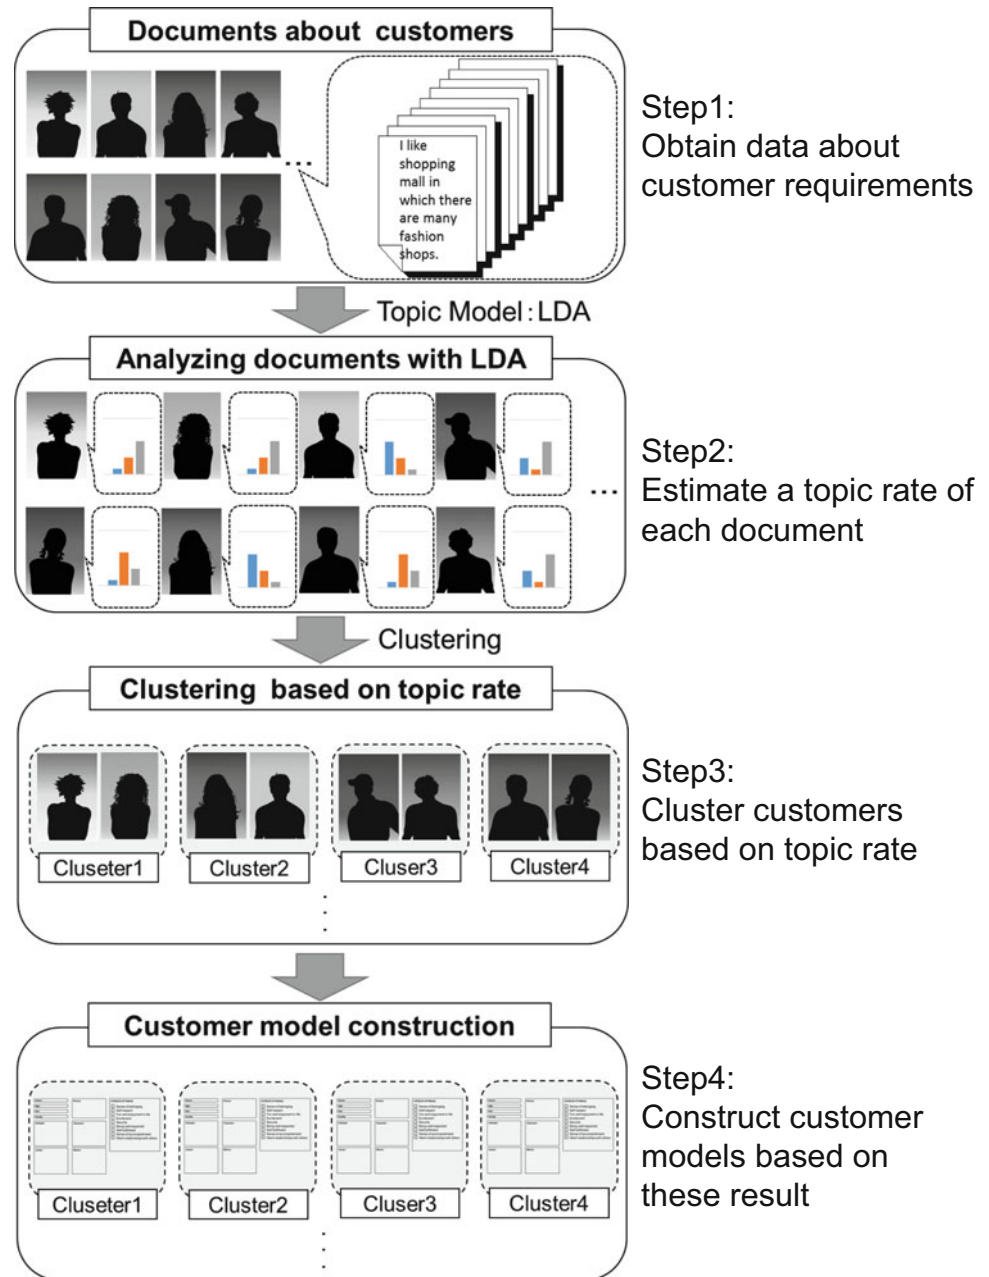 Documents about customers
I like
shopping
mall in
which there
are many
fashion
shops.
...
Step1:
Obtain data about
customer requirements
Topic Model：LDA
Analyzing documents with LDA
...
Step2:
Estimate a topic rate of
each document
Clustering
Clustering based on topic rate
Cluseter1
Cluster2
Cluser3
Cluster4
Step3:
Cluster customers
based on topic rate
Customer model construction
Cluseter1
Cluster2
Cluser3
Cluster4
Step4:
Construct customer
models based on
these result